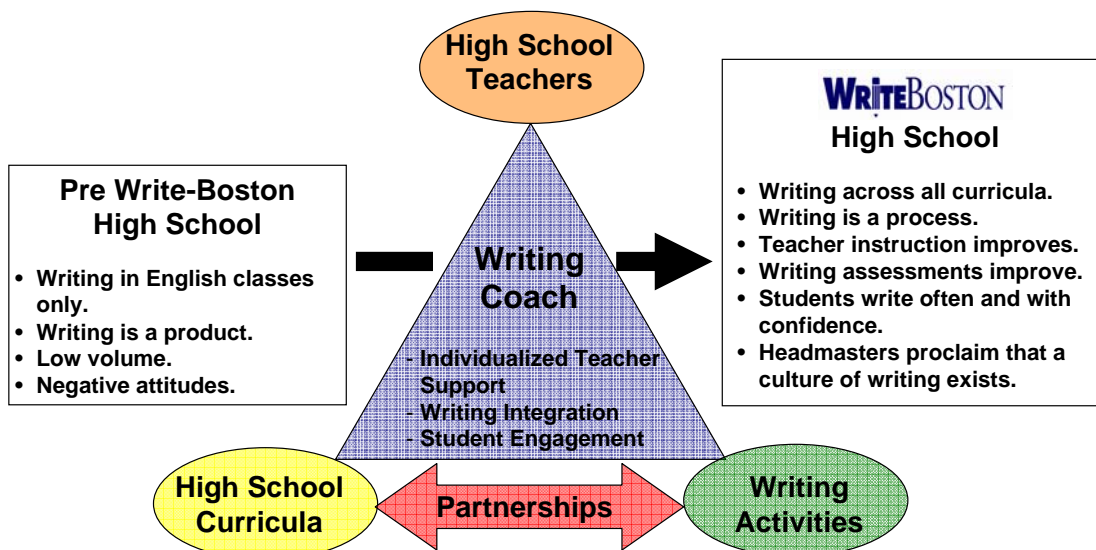 High School
Teachers
Pre Write-Boston
High School
• Writing in English classes
only.
• Writing is a product.
• Low volume.
• Negative attitudes.
Writing
Coach
- Individualized Teacher
Support
- Writing Integration
- Student Engagement
WRITEBOSTON
High School
• Writing across all curricula.
• Writing is a process.
• Teacher instruction improves.
• Writing assessments improve.
• Students write often and with
confidence.
• Headmasters proclaim that a
culture of writing exists.
High School
Curricula
Partnerships
Writing
Activities